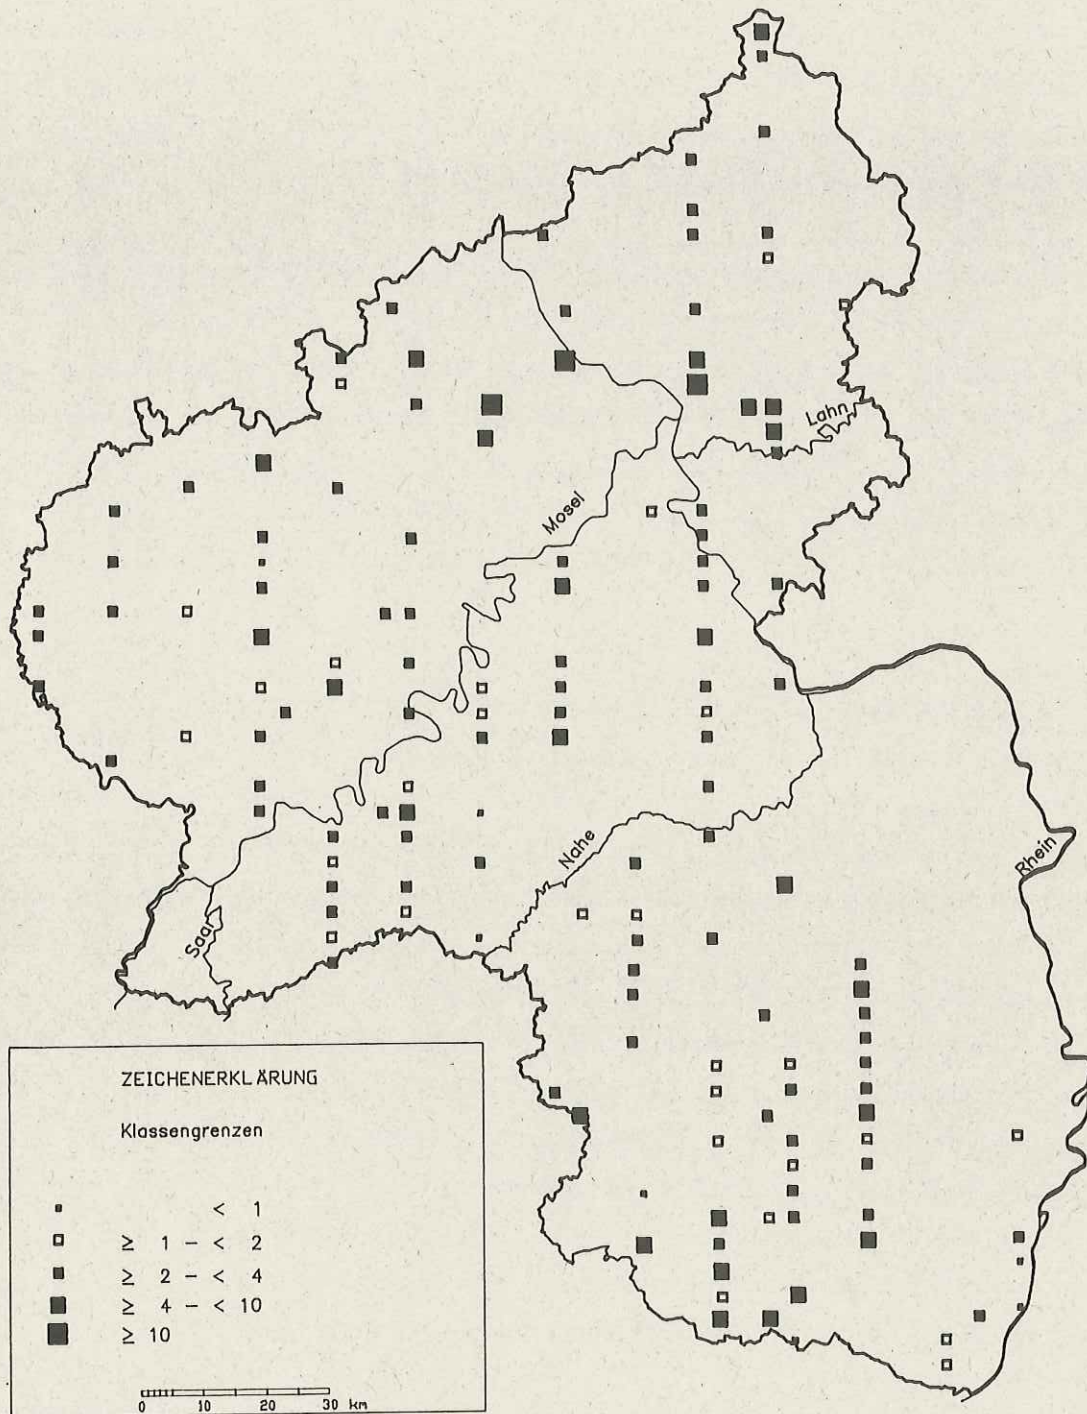 Lahn
Mosel
Nahe
Rhein
Saar
ZEICHENERKLÄRUNG
Klassengrenzen
< 1
≥ 1 - < 2
≥ 2 - < 4
≥ 4 - < 10
≥ 10
0 10 20 30 km